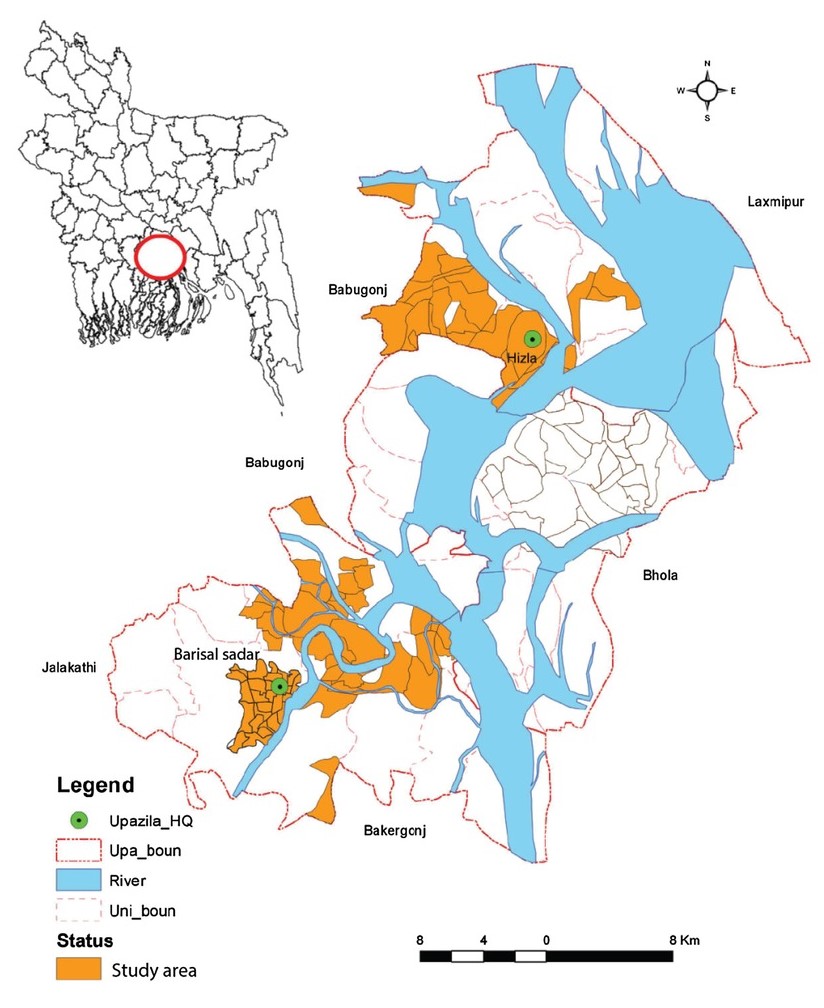 N
W E
S
Laxmipur
Babugonj
Hizla
Babugonj
Bhola
Barisal sadar
Jalakathi
Bakergonj
Legend
Upazila_HQ
Upa_boun
River
Uni_boun
Status
Study area
8 4 0 8 Km